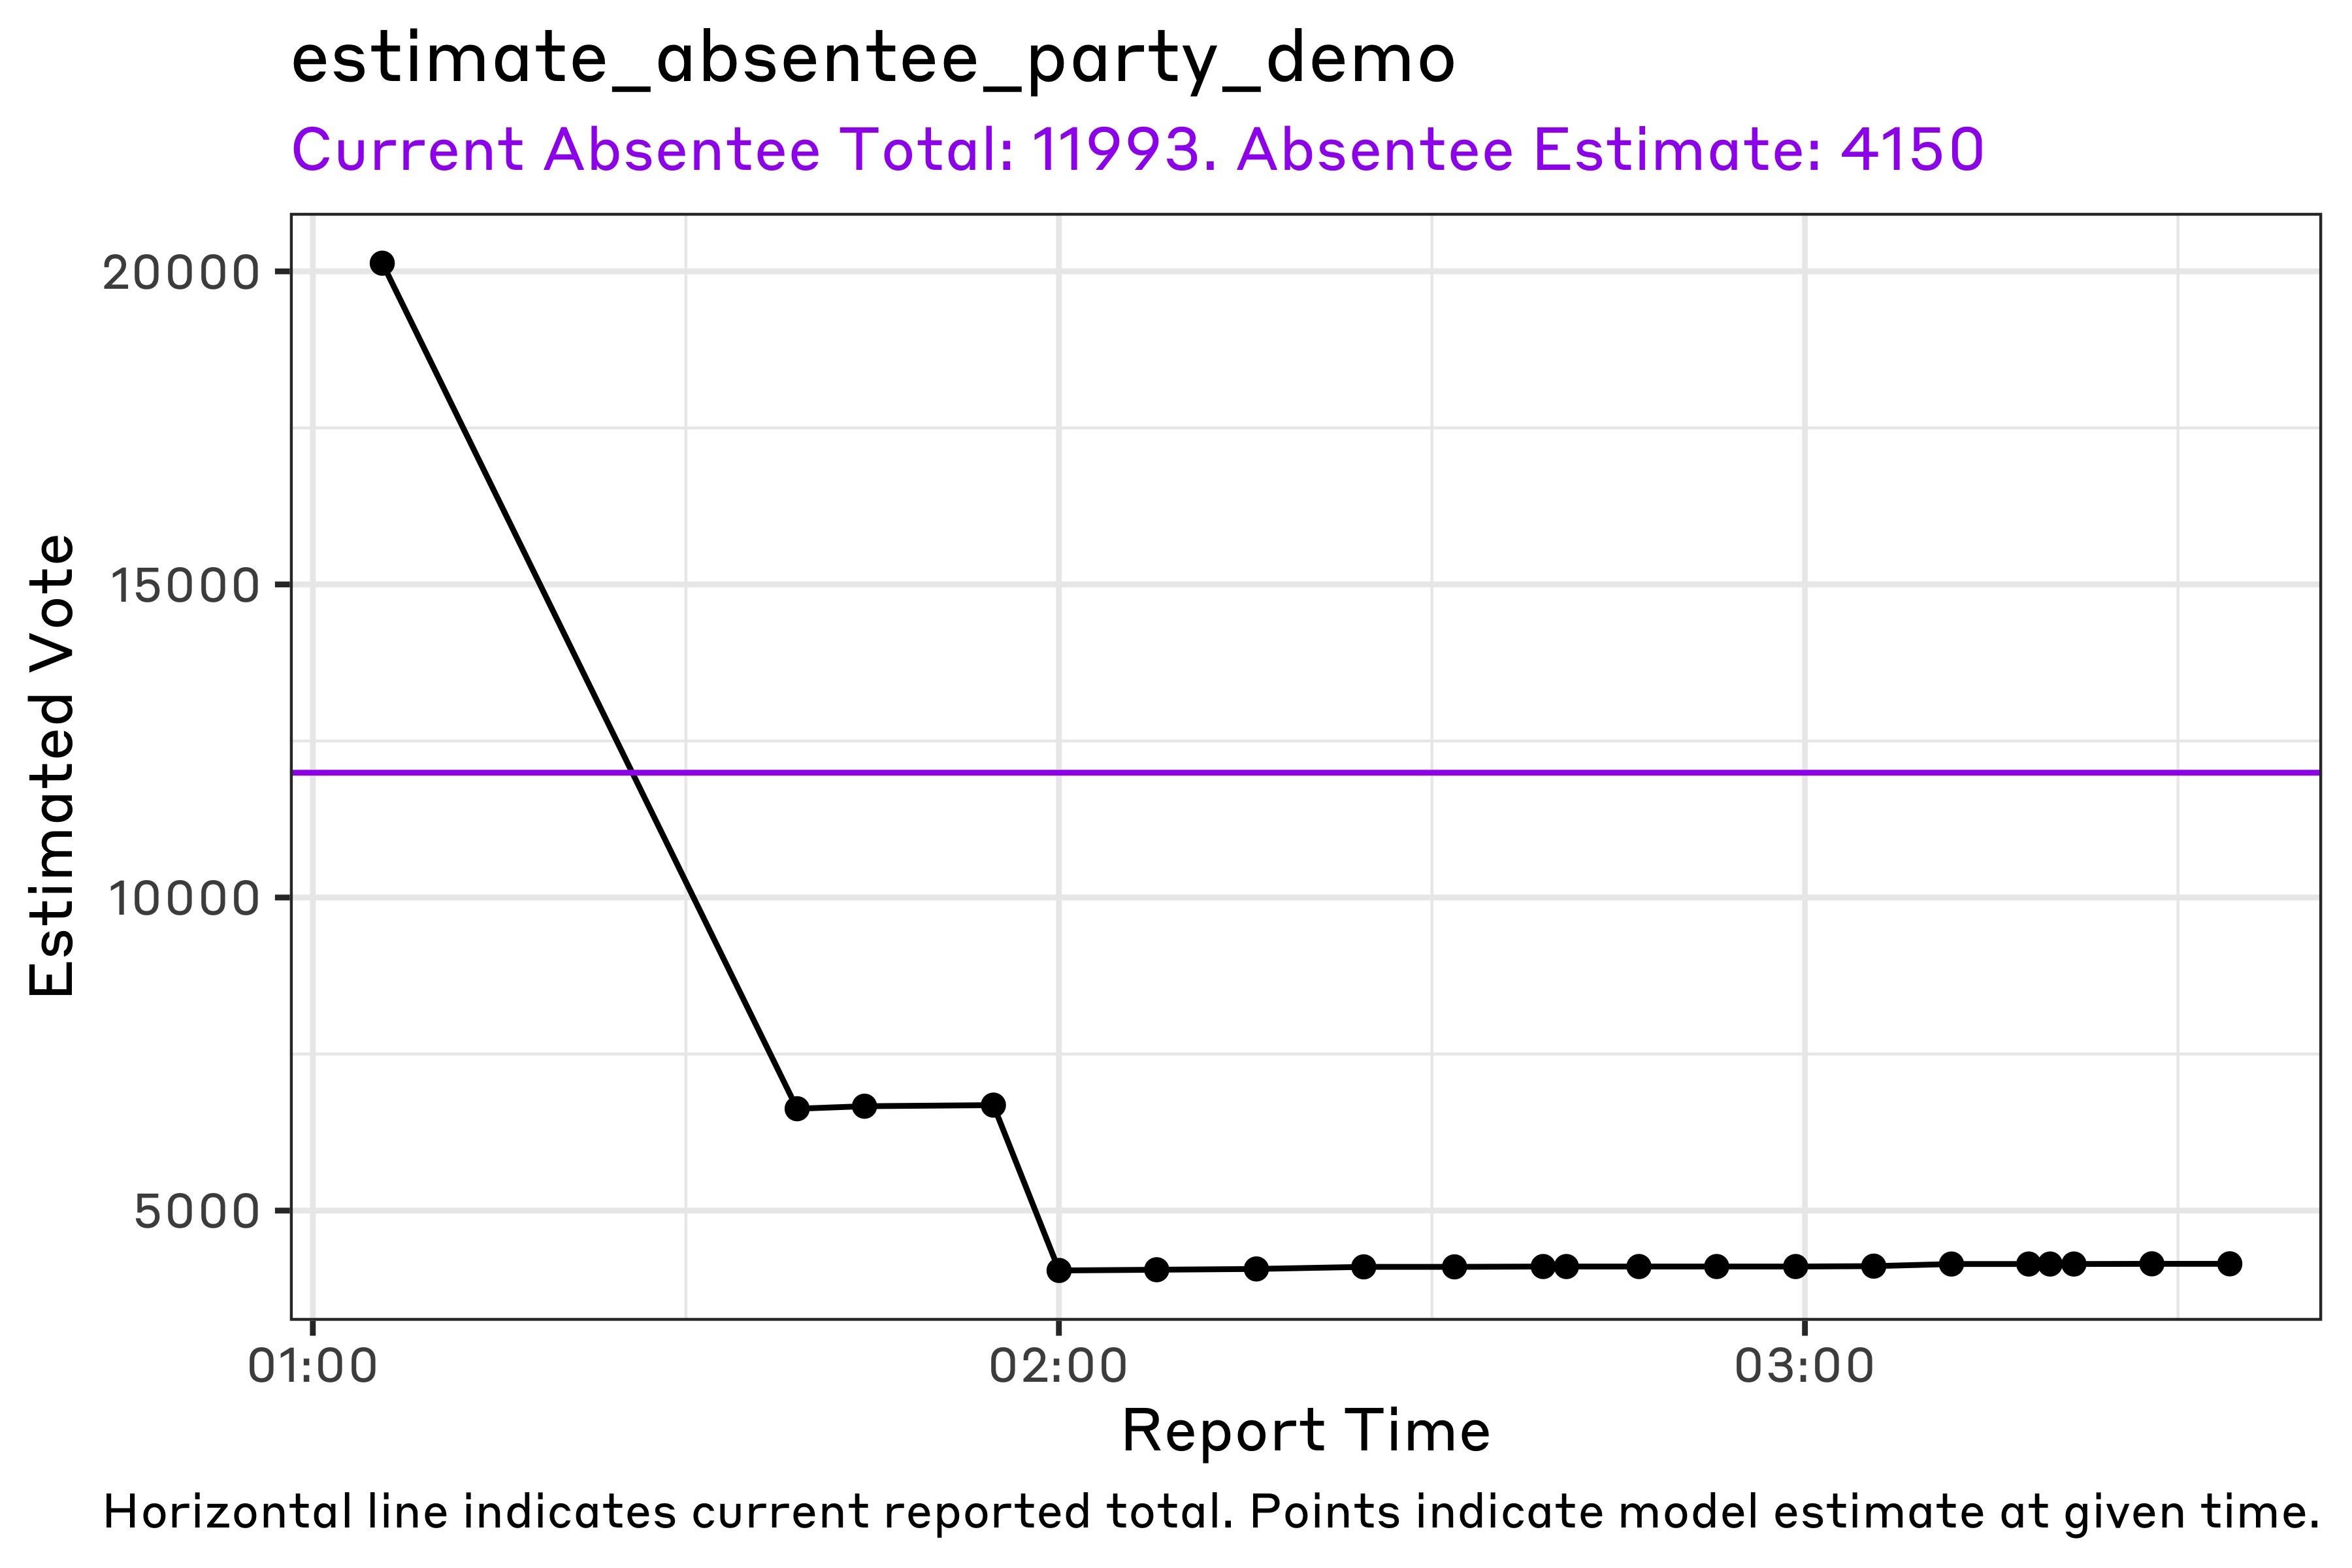 estimate_absentee_party_demo
Current Absentee Total: 11993. Absentee Estimate: 4150
Estimated Vote
20000
15000
10000
5000
01:00 02:00 03:00
Report Time
Horizontal line indicates current reported total. Points indicate model estimate at given time.